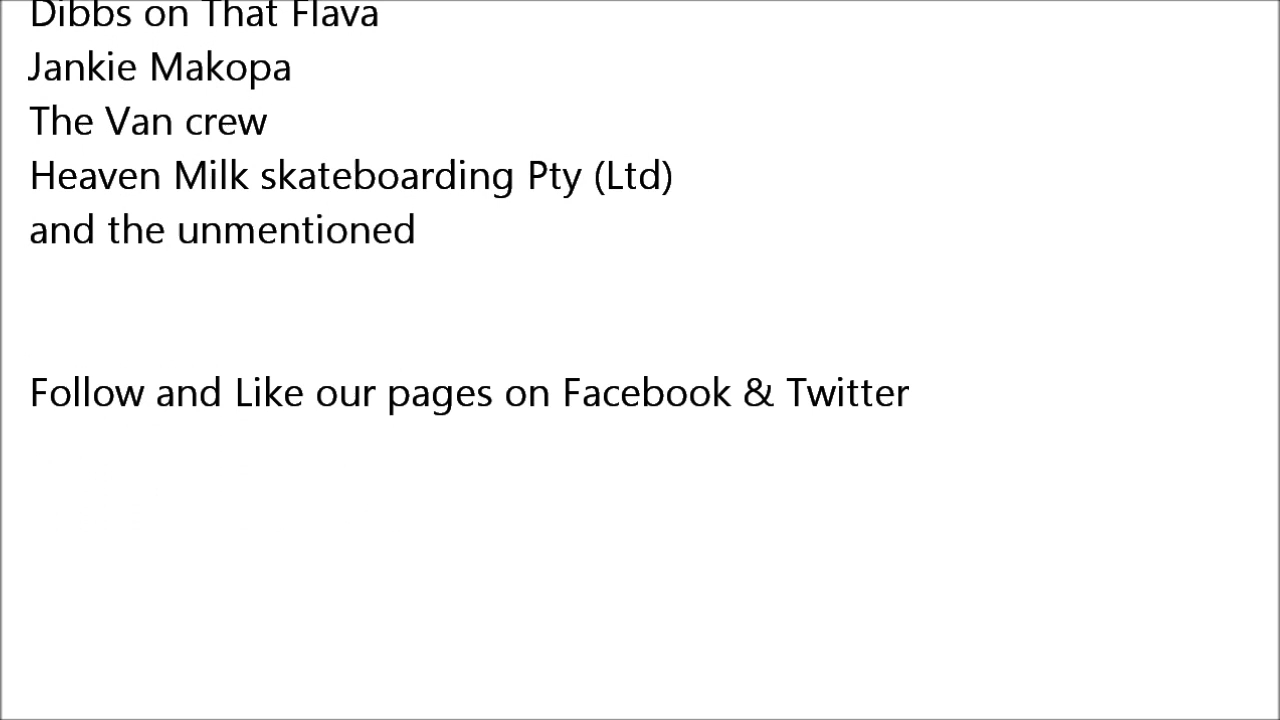 Dibbs on That Flava
Jankie Makopa
The Van crew
Heaven Milk skateboarding Pty (Ltd)
and the unmentioned
Follow and Like our pages on Facebook & Twitter